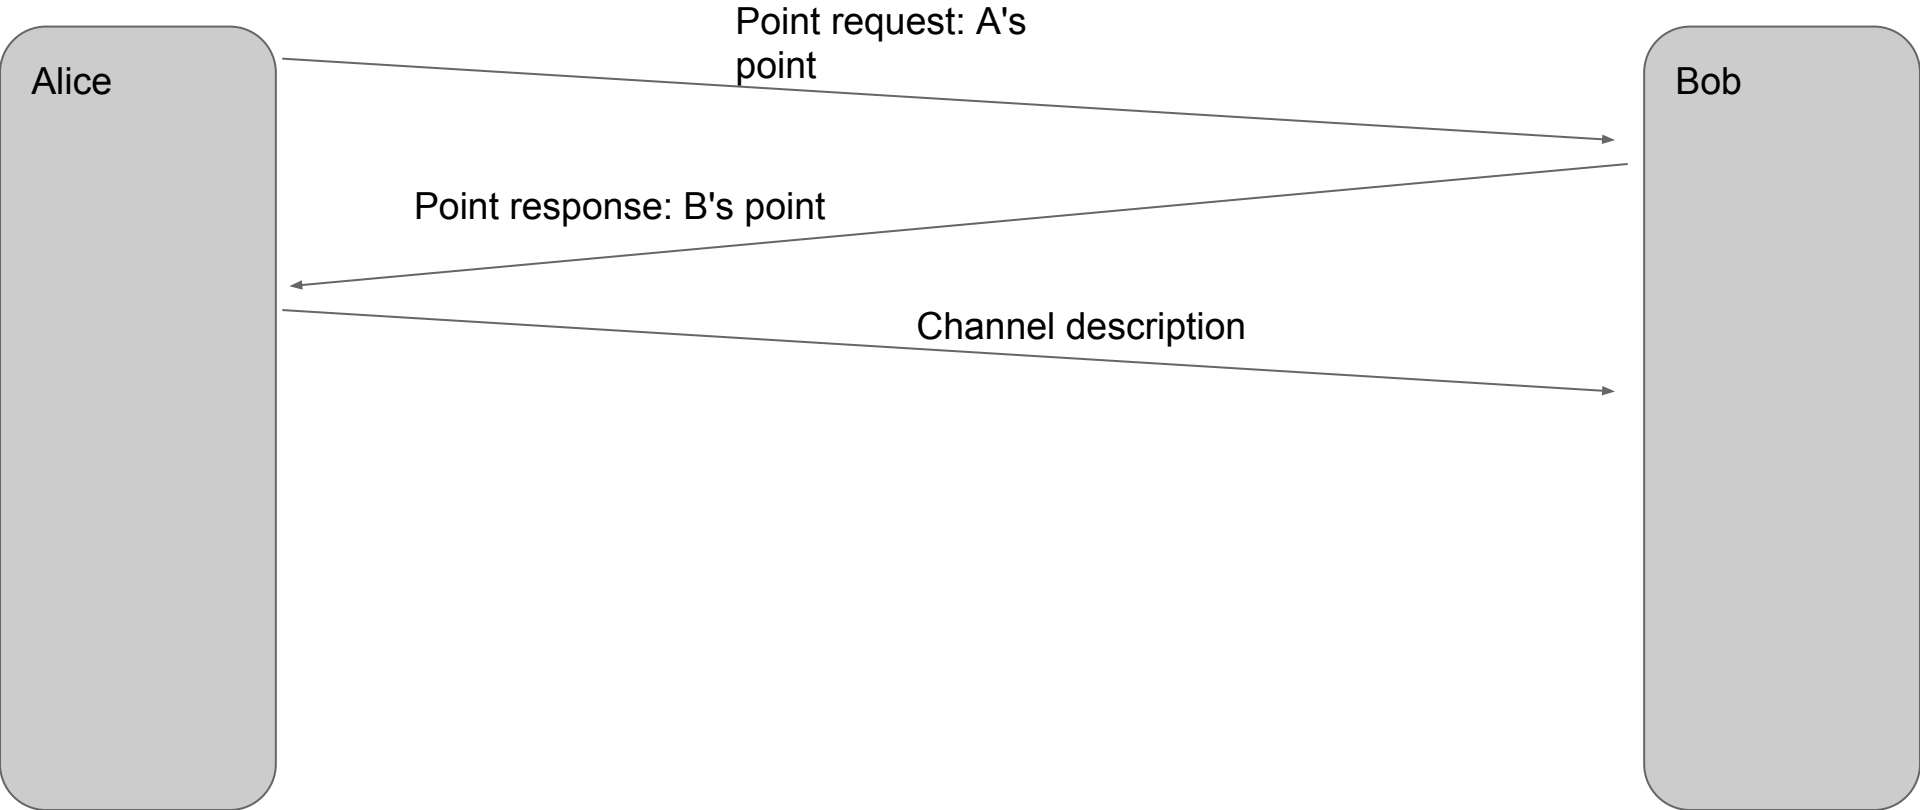 Point request: A's
point
Alice
Bob
Point response: B's point
Channel description